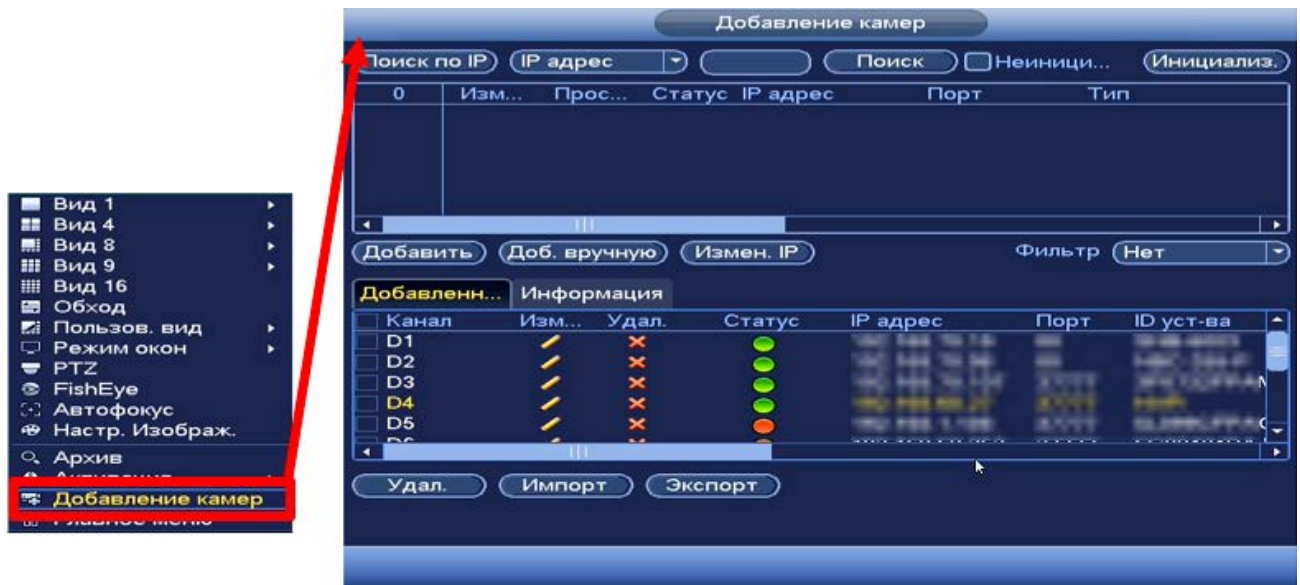 Добавление камер
Поиск по IP IP адрес Поиск Неиници... Инициализ.
0 Изм... Прос... Статус IP адрес Порт Тип
Добавить Доб. вручную Измен. IP Фильтр Нет
Добавленн... Информация
Канал Изм... Удал. Статус IP адрес Порт ID уст-ва
D1
D2
D3
D4
D5
D6
Удал. Импорт Экспорт
Вид 1
Вид 4
Вид 8
Вид 9
Вид 16
Обход
Пользов. вид
Режим окон
PTZ
FishEye
Автофокус
Настр. Изображ.
Архив
Добавление камер
Главное меню